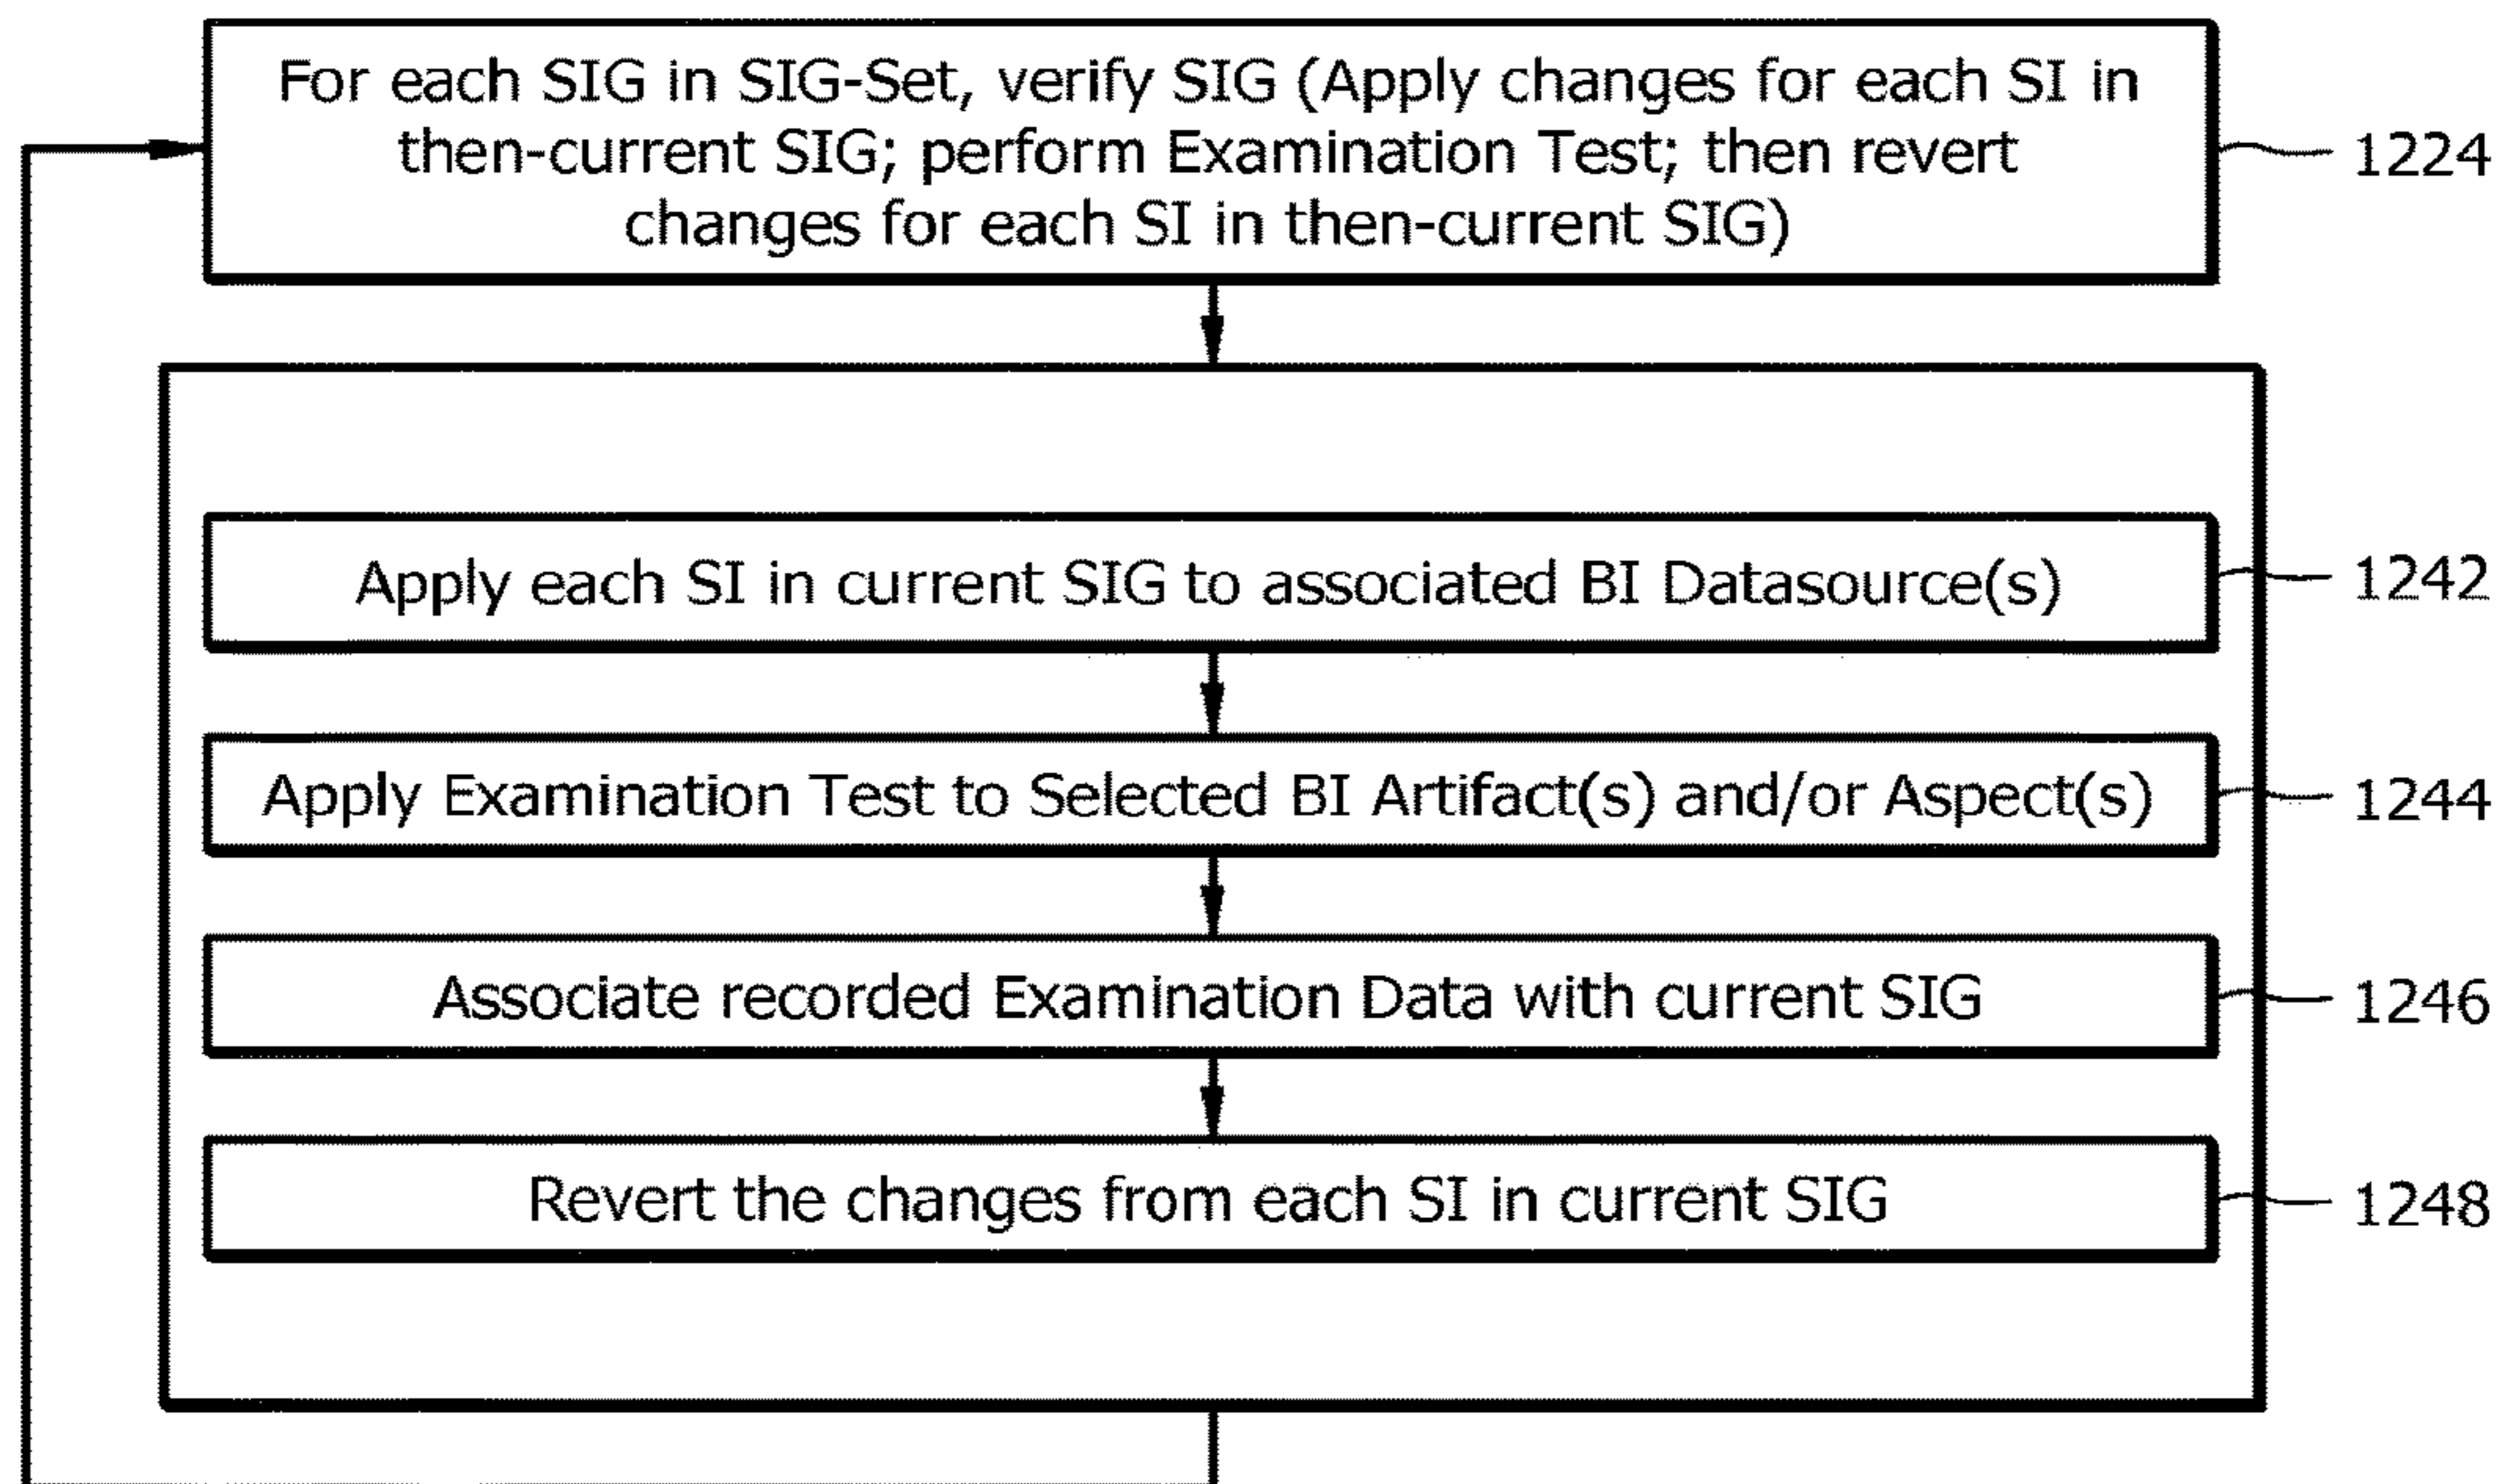 For each SIG in SIG-Set, verify SIG (Apply changes for each SI in
then-current SIG; perform Examination Test; then revert
changes for each SI in then-current SIG)
1224
Apply each SI in current SIG to associated BI Datasource(s)
1242
Apply Examination Test to Selected BI Artifact(s) and/or Aspect(s)
1244
Associate recorded Examination Data with current SIG
1246
Revert the changes from each SI in current SIG
1248